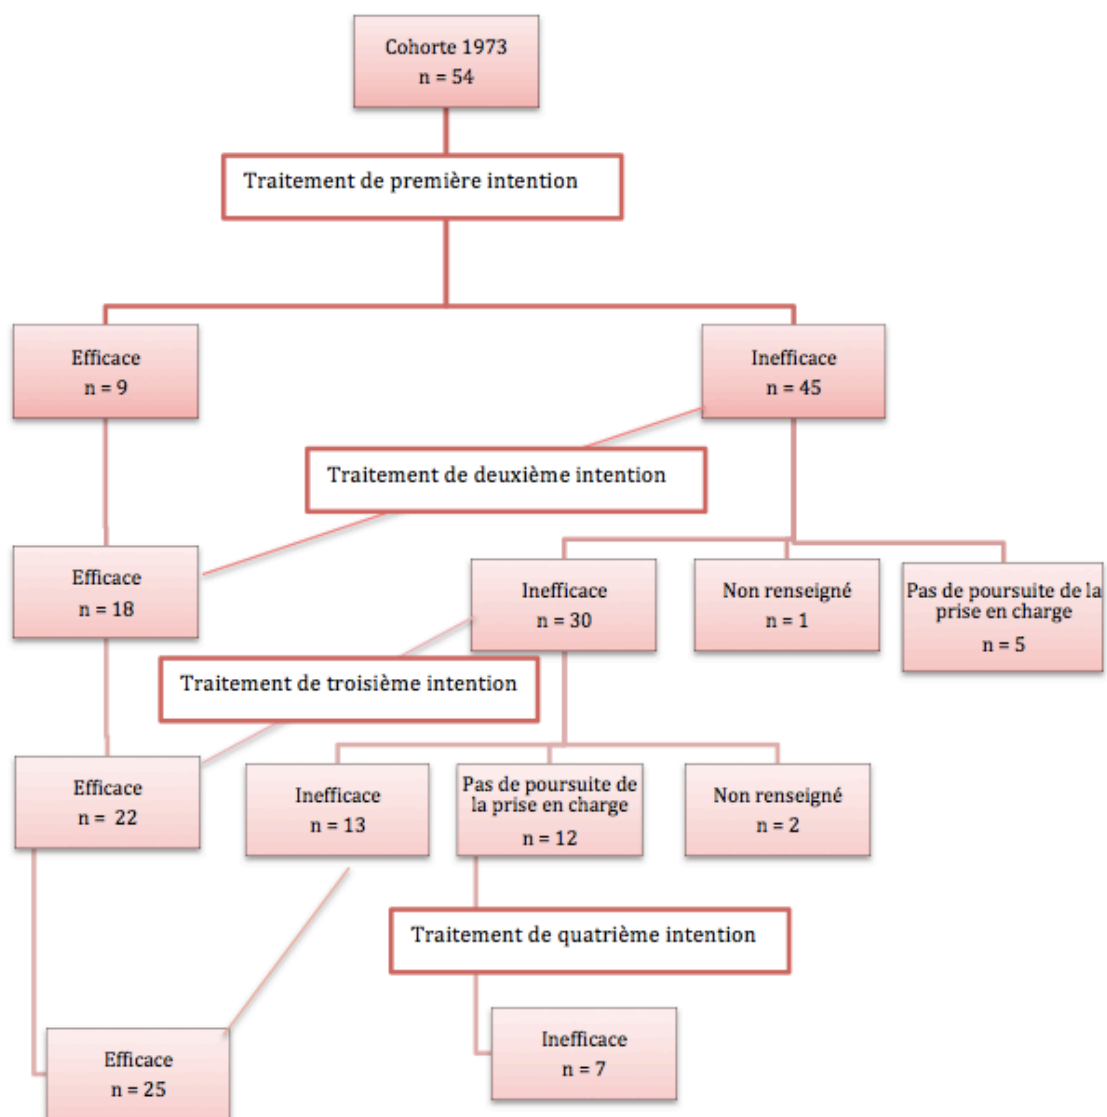 Cohorte 1973
n = 54
Traitement de première intention
Efficace
n = 9
Inefficace
n = 45
Traitement de deuxième intention
Efficace
n = 18
Inefficace
n = 30
Non renseigné
n = 1
Pas de poursuite de la
prise en charge
n = 5
Traitement de troisième intention
Efficace
n = 22
Inefficace
n = 13
Pas de poursuite de
la prise en charge
n = 12
Non renseigné
n = 2
Traitement de quatrième intention
Efficace
n = 25
Inefficace
n = 7